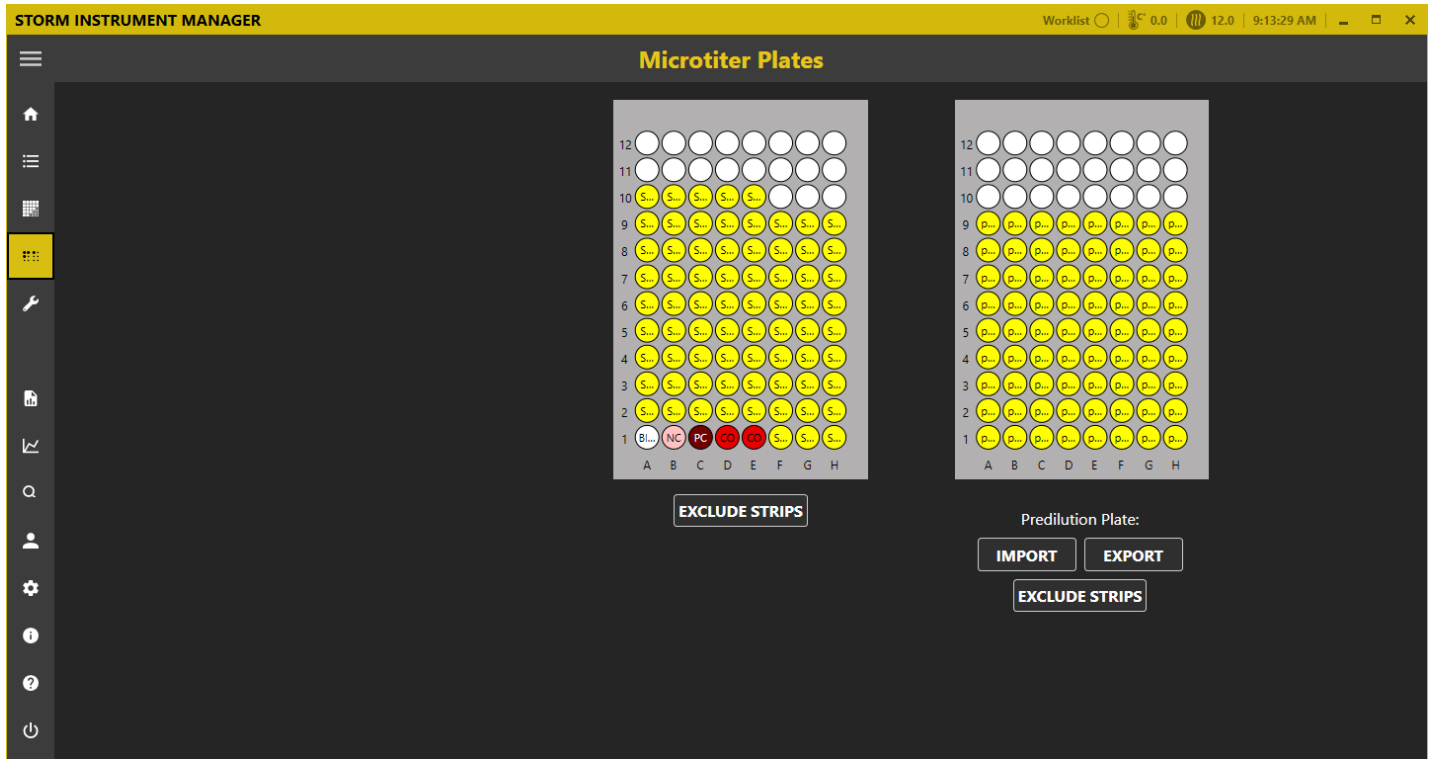 STORM INSTRUMENT MANAGER
Worklist 0.0 12.0 9:13:29 AM
Microtiter Plates
12
11
10 S... S... S... S... S...
9 S... S... S... S... S... S... S... S...
8 S... S... S... S... S... S... S... S...
7 S... S... S... S... S... S... S... S...
6 S... S... S... S... S... S... S... S...
5 S... S... S... S... S... S... S... S...
4 S... S... S... S... S... S... S... S...
3 S... S... S... S... S... S... S... S...
2 S... S... S... S... S... S... S... S...
1 Bl... NC PC CO CO S... S... S...
A B C D E F G H
EXCLUDE STRIPS
12
11
10
9 p... p... p... p... p... p... p... p...
8 p... p... p... p... p... p... p... p...
7 p... p... p... p... p... p... p... p...
6 p... p... p... p... p... p... p... p...
5 p... p... p... p... p... p... p... p...
4 p... p... p... p... p... p... p... p...
3 p... p... p... p... p... p... p... p...
2 p... p... p... p... p... p... p... p...
1 p... p... p... p... p... p... p... p...
A B C D E F G H
Predilution Plate:
IMPORT EXPORT
EXCLUDE STRIPS